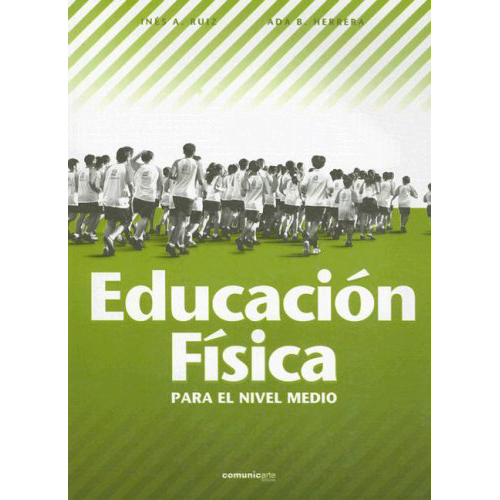 INÉS A. RUIZ ADA B. HERRERA
Educación
Física
PARA EL NIVEL MEDIO
comunicarte